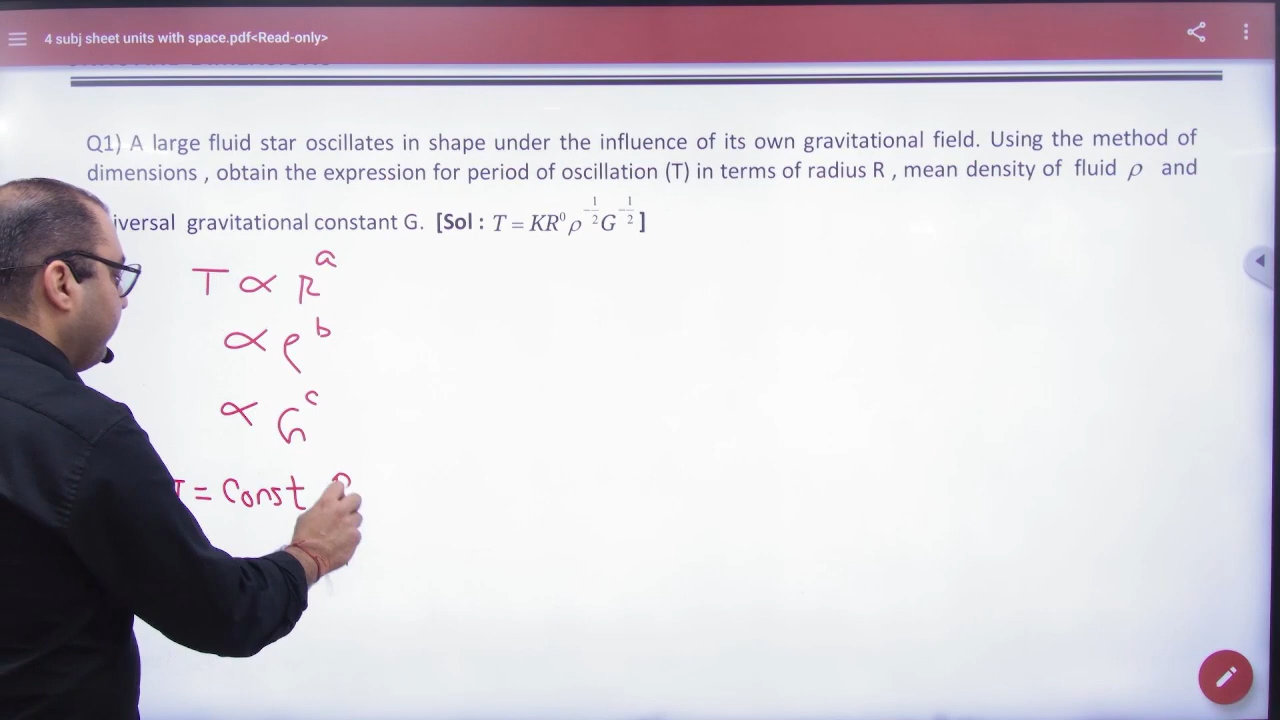 4 subj sheet units with space.pdf<Read-only>
Q1) A large fluid star oscillates in shape under the influence of its own gravitational field. Using the method of
dimensions , obtain the expression for period of oscillation (T) in terms of radius R , mean density of fluid ρ and
iversal gravitational constant G. [Sol : T = KR⁰ρ^{-1/2}G^{-1/2} ]
T ∝ R^a
∝ ρ^b
∝ G^c
T = Const R